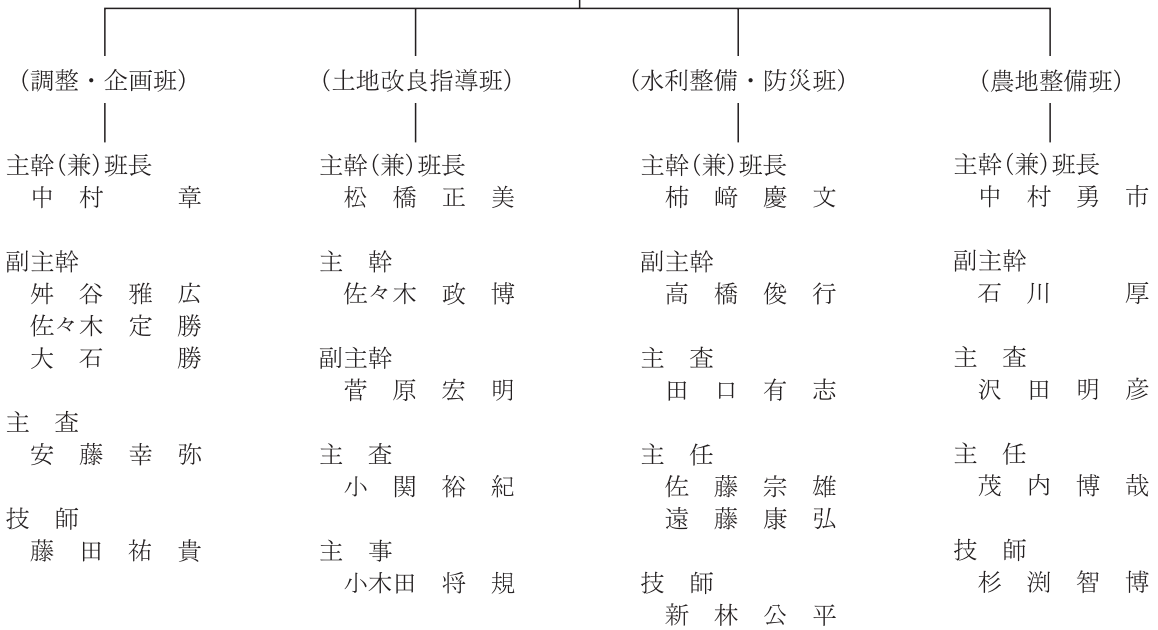 （調整・企画班）
主幹（兼）班長
中村　章
副主幹
舛谷雅広
佐々木定勝
大石　勝
主査
安藤幸弥
技師
藤田祐貴
（土地改良指導班）
主幹（兼）班長
松橋正美
主幹
佐々木政博
副主幹
菅原宏明
主査
小関裕紀
主事
小木田将規
（水利整備・防災班）
主幹（兼）班長
柿﨑慶文
副主幹
高橋俊行
主査
田口有志
主任
佐藤宗雄
遠藤康弘
技師
新林公平
（農地整備班）
主幹（兼）班長
中村勇市
副主幹
石川　厚
主査
沢田明彦
主任
茂内博哉
技師
杉渕智博